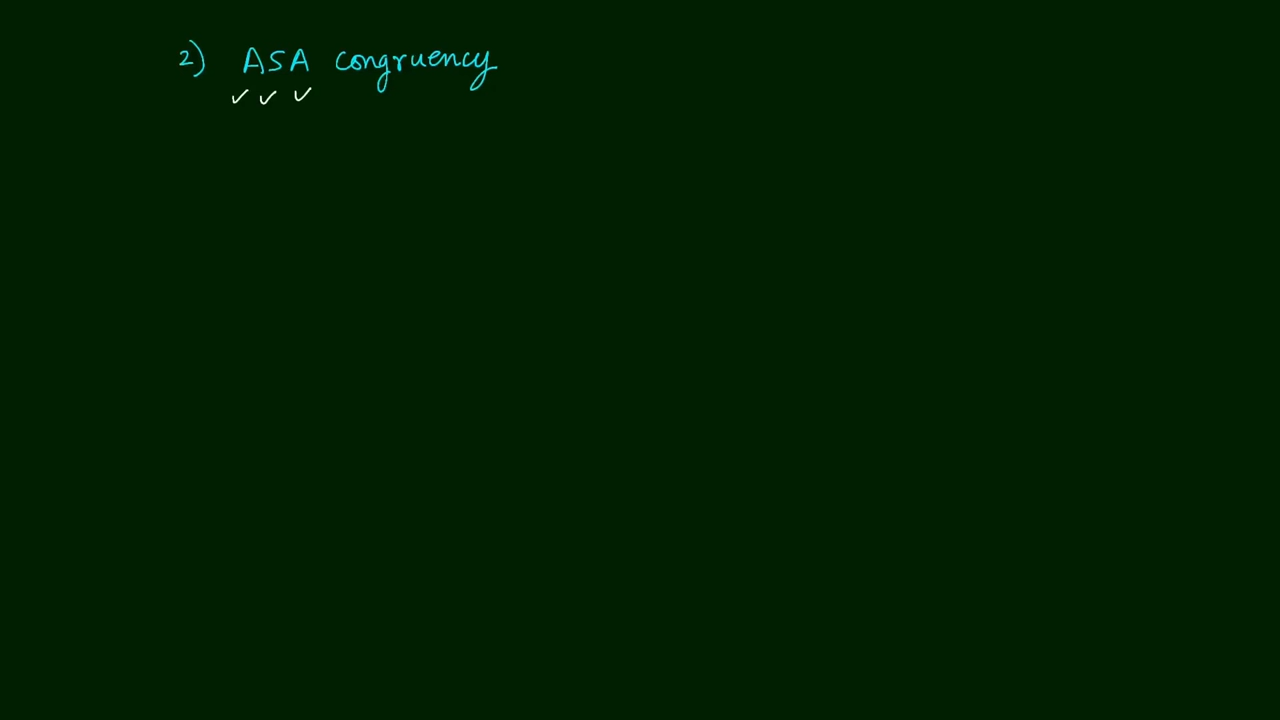 2) ASA congruency
✓ ✓ ✓